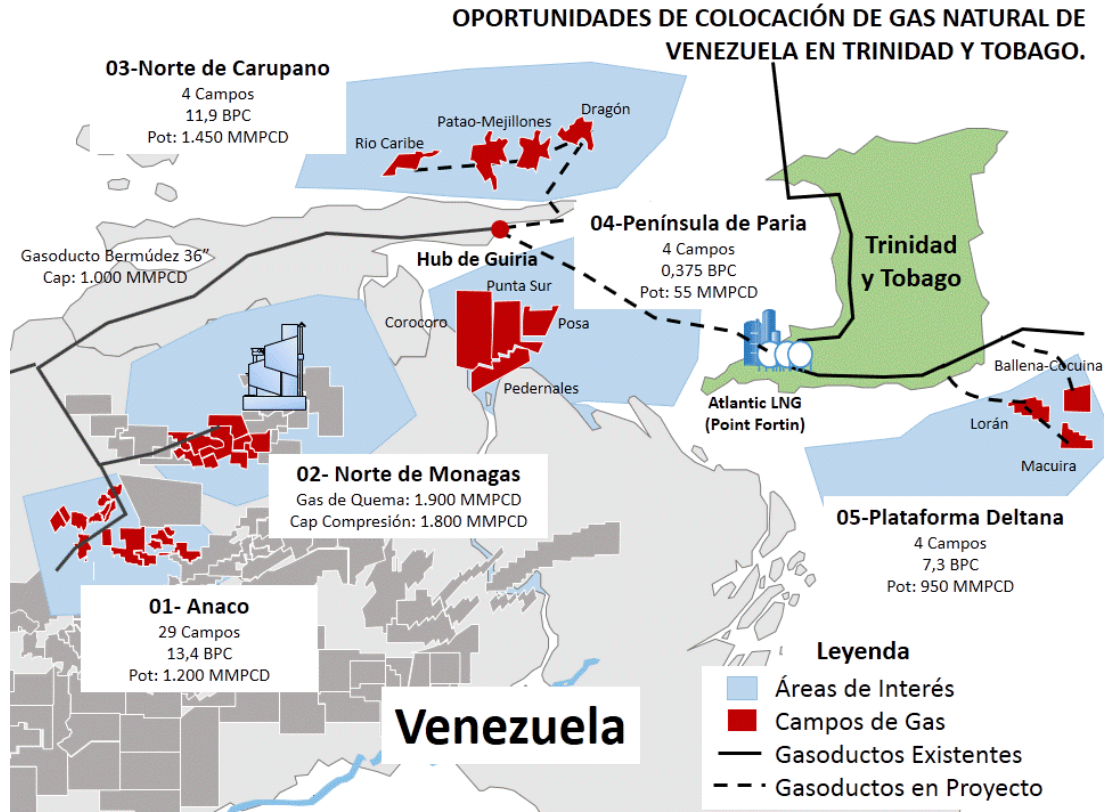 OPORTUNIDADES DE COLOCACIÓN DE GAS NATURAL DE
VENEZUELA EN TRINIDAD Y TOBAGO.
03-Norte de Carupano
4 Campos
11,9 BPC
Pot: 1.450 MMPCD
Dragón
Patao-Mejillones
Rio Caribe
04-Península de Paria
4 Campos
0,375 BPC
Pot: 55 MMPCD
Trinidad
y Tobago
Gasoducto Bermúdez 36”
Cap: 1.000 MMPCD
Hub de Guiria
Punta Sur
Corocoro
Posa
Pedernales
Ballena-Cocuina
Atlantic LNG
(Point Fortin)
Lorán
Macuira
02- Norte de Monagas
Gas de Quema: 1.900 MMPCD
Cap Compresión: 1.800 MMPCD
05-Plataforma Deltana
4 Campos
7,3 BPC
Pot: 950 MMPCD
01- Anaco
29 Campos
13,4 BPC
Pot: 1.200 MMPCD
Venezuela
Leyenda
Áreas de Interés
Campos de Gas
Gasoductos Existentes
Gasoductos en Proyecto